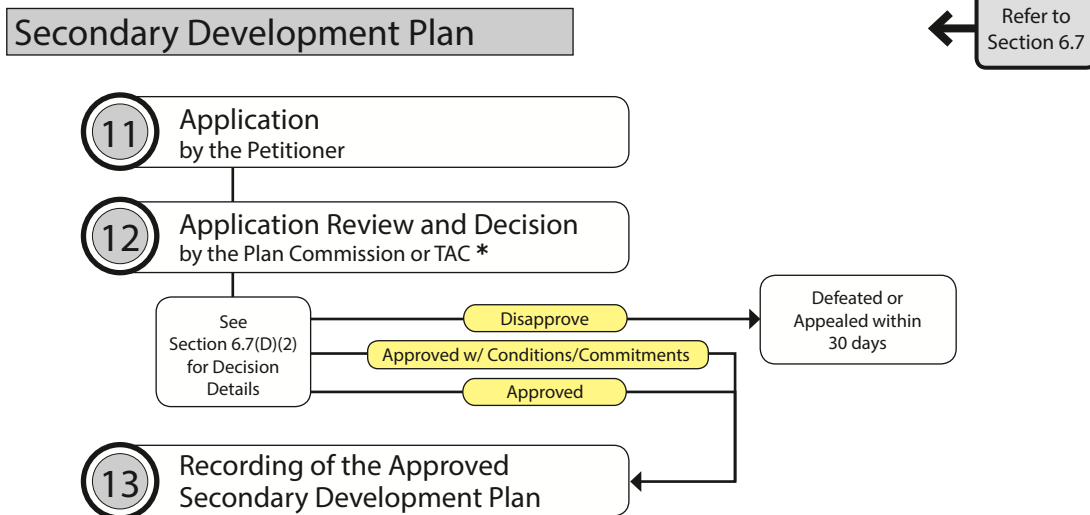 Secondary Development Plan
Refer to
Section 6.7
11
Application
by the Petitioner
12
Application Review and Decision
by the Plan Commission or TAC *
See
Section 6.7(D)(2)
for Decision
Details
Disapprove
Approved w/ Conditions/Commitments
Approved
Defeated or
Appealed within
30 days
13
Recording of the Approved
Secondary Development Plan